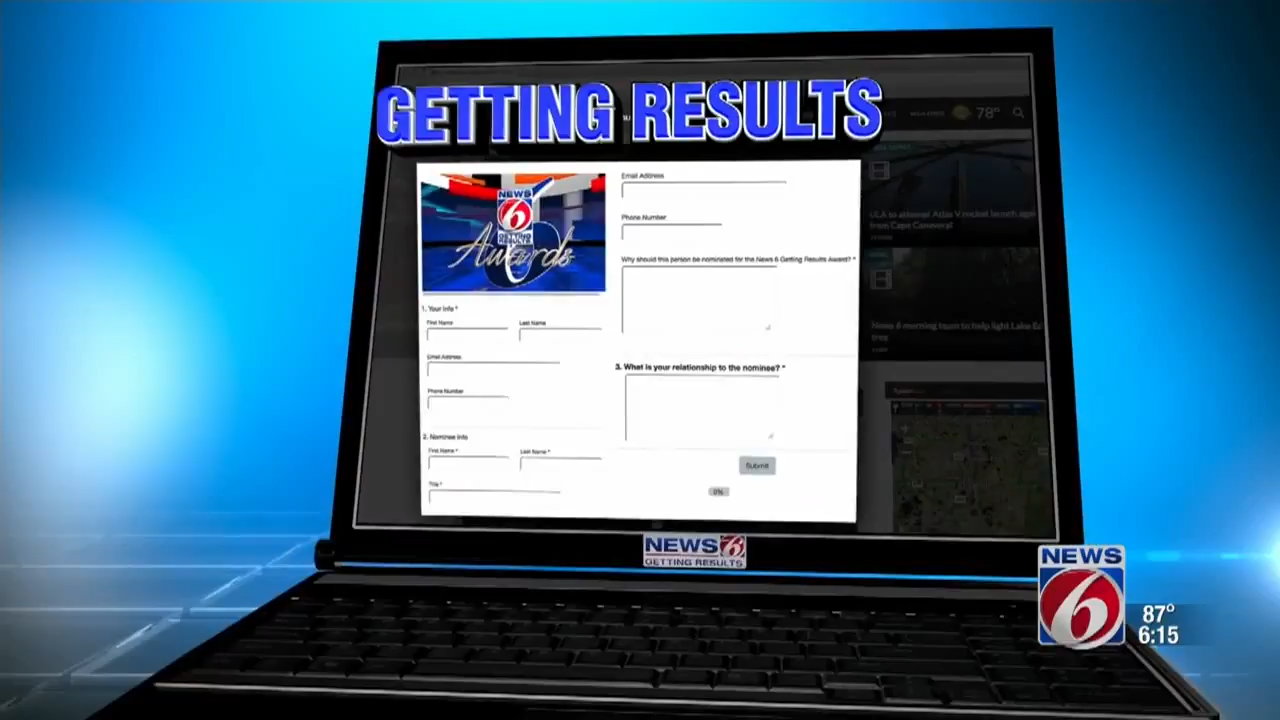 GETTING RESULTS
78°
NEWS
6
GETTING RESULTS
Awards
1. Your Info *
First Name
Last Name
Email Address
Phone Number
2. Nominee Info
First Name *
Last Name *
Title *
Email Address
Phone Number
Why should this person be nominated for the News 6 Getting Results Award? *
3. What is your relationship to the nominee? *
Submit
0%
ULA to attempt Atlas V rocket launch again
from Cape Canaveral
News 6 morning team to help light Lake
tree
NEWS 6
GETTING RESULTS
NEWS
6
87°
6:15